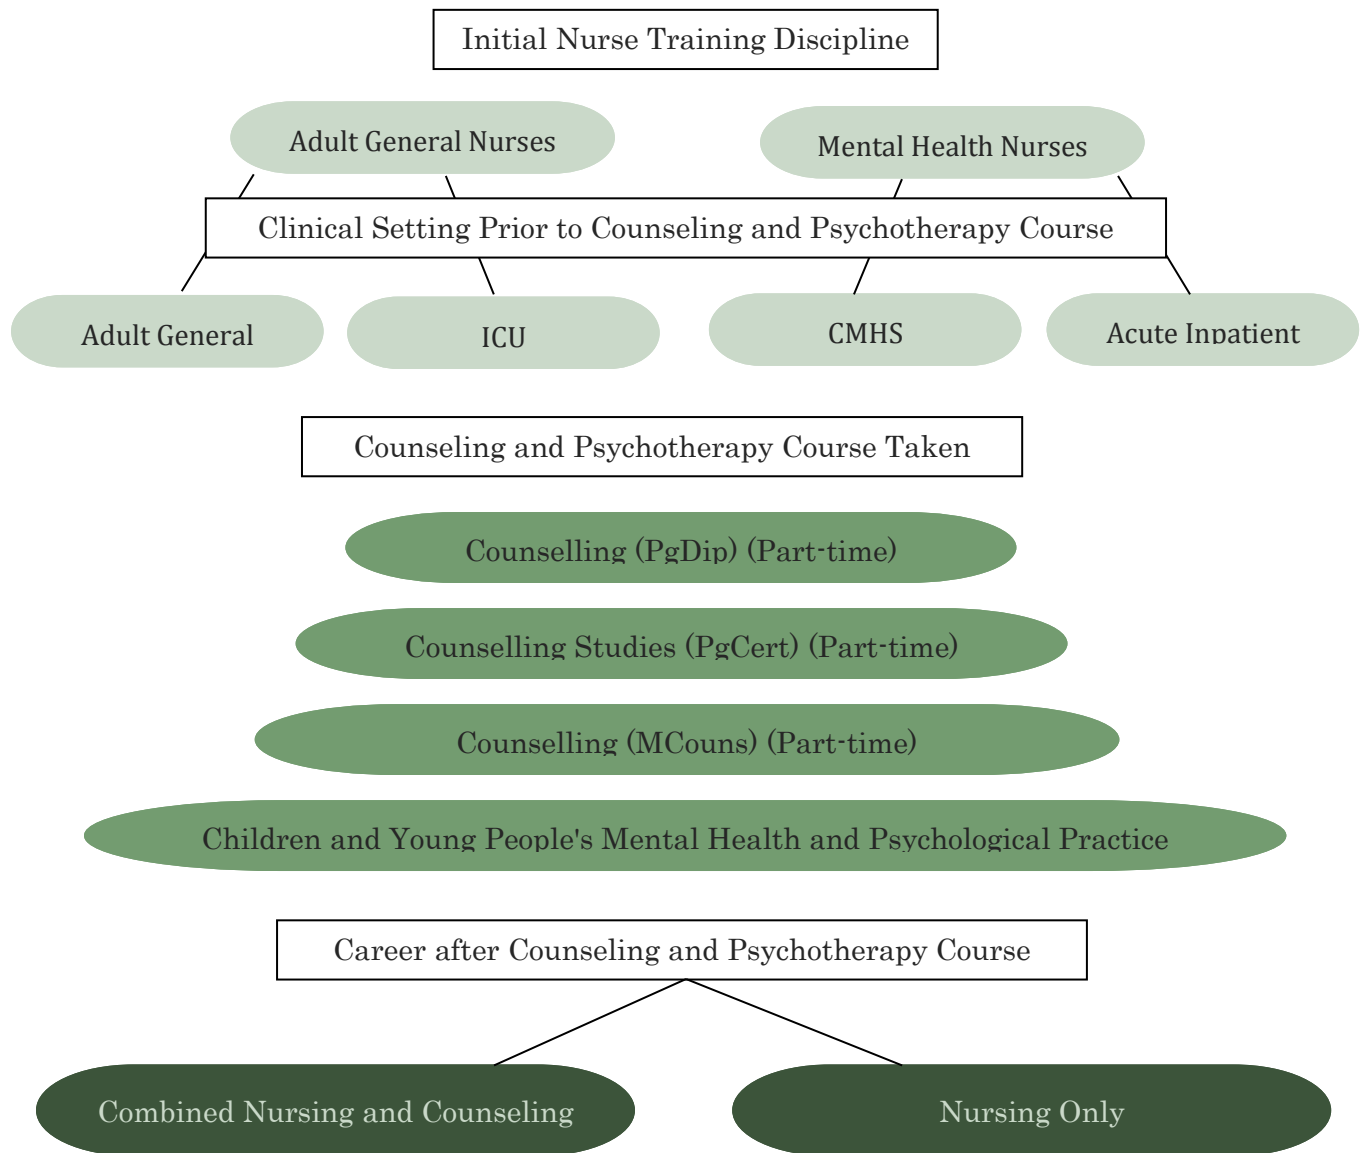 Initial Nurse Training Discipline
Adult General Nurses
Mental Health Nurses
Clinical Setting Prior to Counseling and Psychotherapy Course
Adult General
ICU
CMHS
Acute Inpatient
Counseling and Psychotherapy Course Taken
Counselling (PgDip) (Part-time)
Counselling Studies (PgCert) (Part-time)
Counselling (MCouns) (Part-time)
Children and Young People's Mental Health and Psychological Practice
Career after Counseling and Psychotherapy Course
Combined Nursing and Counseling
Nursing Only